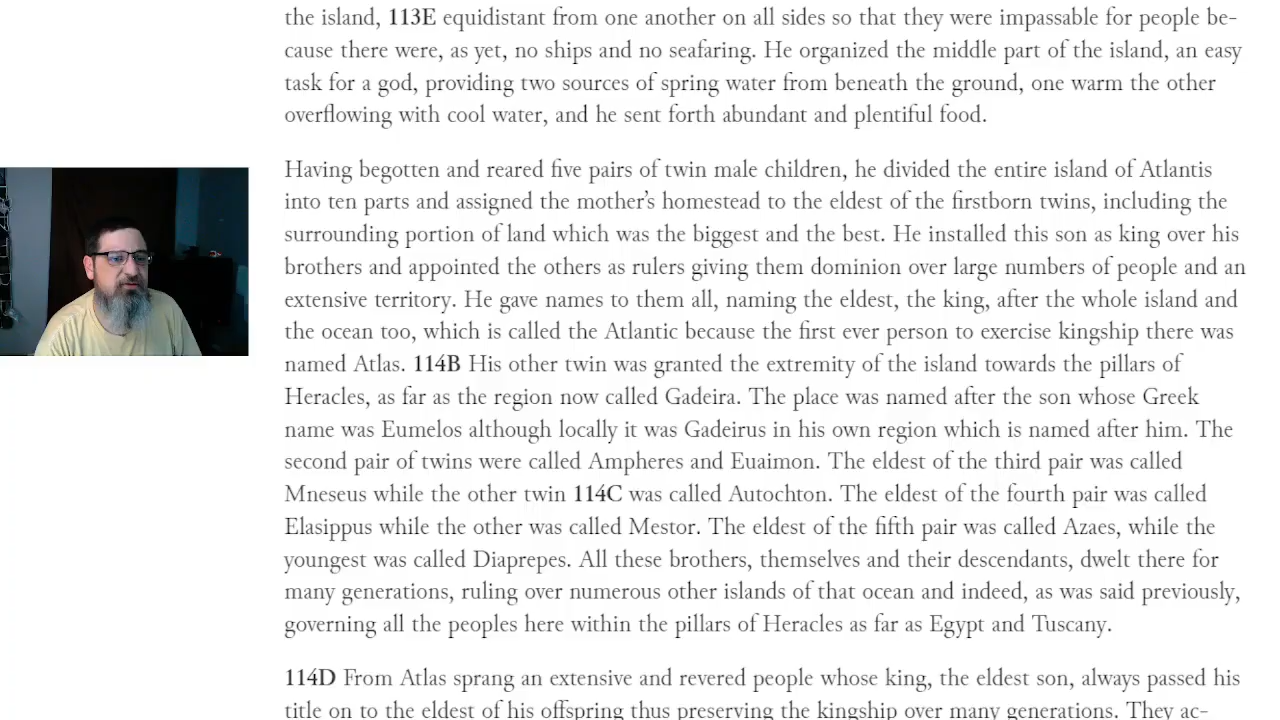 the island, 113E equidistant from one another on all sides so that they were impassable for people be-
cause there were, as yet, no ships and no seafaring. He organized the middle part of the island, an easy
task for a god, providing two sources of spring water from beneath the ground, one warm the other
overflowing with cool water, and he sent forth abundant and plentiful food.
Having begotten and reared five pairs of twin male children, he divided the entire island of Atlantis
into ten parts and assigned the mother’s homestead to the eldest of the firstborn twins, including the
surrounding portion of land which was the biggest and the best. He installed this son as king over his
brothers and appointed the others as rulers giving them dominion over large numbers of people and an
extensive territory. He gave names to them all, naming the eldest, the king, after the whole island and
the ocean too, which is called the Atlantic because the first ever person to exercise kingship there was
named Atlas. 114B His other twin was granted the extremity of the island towards the pillars of
Heracles, as far as the region now called Gadeira. The place was named after the son whose Greek
name was Eumelos although locally it was Gadeirus in his own region which is named after him. The
second pair of twins were called Ampheres and Euaimon. The eldest of the third pair was called
Mneseus while the other twin 114C was called Autochton. The eldest of the fourth pair was called
Elasippus while the other was called Mestor. The eldest of the fifth pair was called Azaes, while the
youngest was called Diaprepes. All these brothers, themselves and their descendants, dwelt there for
many generations, ruling over numerous other islands of that ocean and indeed, as was said previously,
governing all the peoples here within the pillars of Heracles as far as Egypt and Tuscany.
114D From Atlas sprang an extensive and revered people whose king, the eldest son, always passed his
title on to the eldest of his offspring thus preserving the kingship over many generations. They ac-